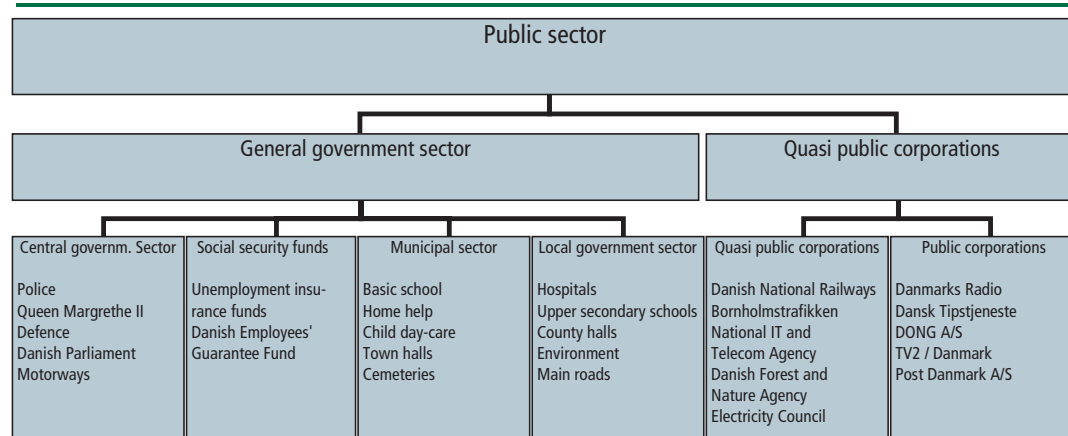 Public sector
General government sector
Quasi public corporations
Central governm. Sector
Police
Queen Margrethe II
Defence
Danish Parliament
Motorways
Social security funds
Unemployment insu-
rance funds
Danish Employees'
Guarantee Fund
Municipal sector
Basic school
Home help
Child day-care
Town halls
Cemeteries
Local government sector
Hospitals
Upper secondary schools
County halls
Environment
Main roads
Quasi public corporations
Danish National Railways
Bornholmstrafikken
National IT and
Telecom Agency
Danish Forest and
Nature Agency
Electricity Council
Public corporations
Danmarks Radio
Dansk Tipstjeneste
DONG A/S
TV2 / Danmark
Post Danmark A/S